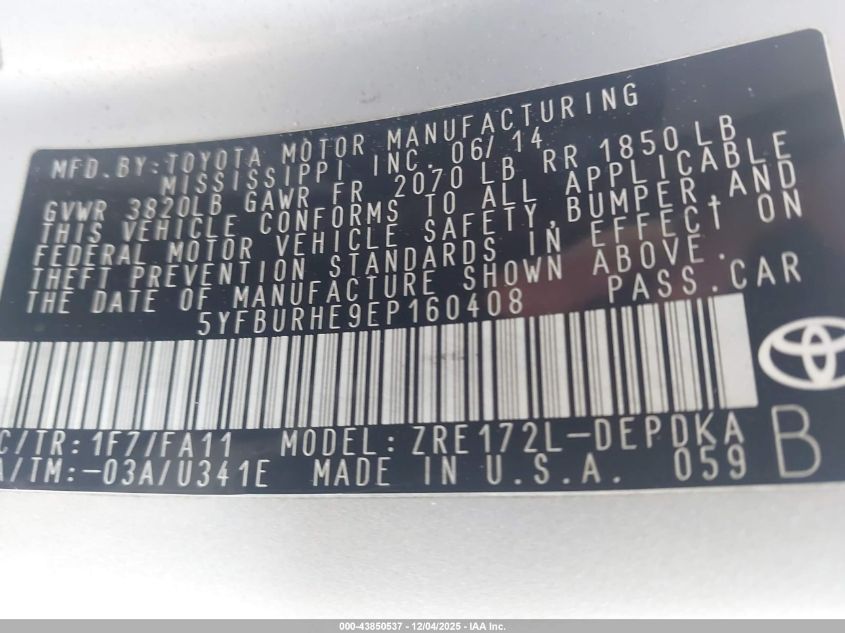 MFD.BY:TOYOTA MOTOR MANUFACTURING
MISSISSIPPI INC. 06/14
GVWR 3820LB GAWR FR 2070 LB RR 1850 LB
THIS VEHICLE CONFORMS TO ALL APPLICABLE
FEDERAL MOTOR VEHICLE SAFETY,BUMPER,AND
THEFT PREVENTION STANDARDS IN EFFECT ON
THE DATE OF MANUFACTURE SHOWN ABOVE.
5YFBURHE9EP160408 PASS.CAR
C/TR:1F7/FA11 MODEL:ZRE172L-DEPDKA
A/TM:-03A/U341E MADE IN U.S.A. 059 B
000-43850537 - 12/04/2025 - IAA Inc.